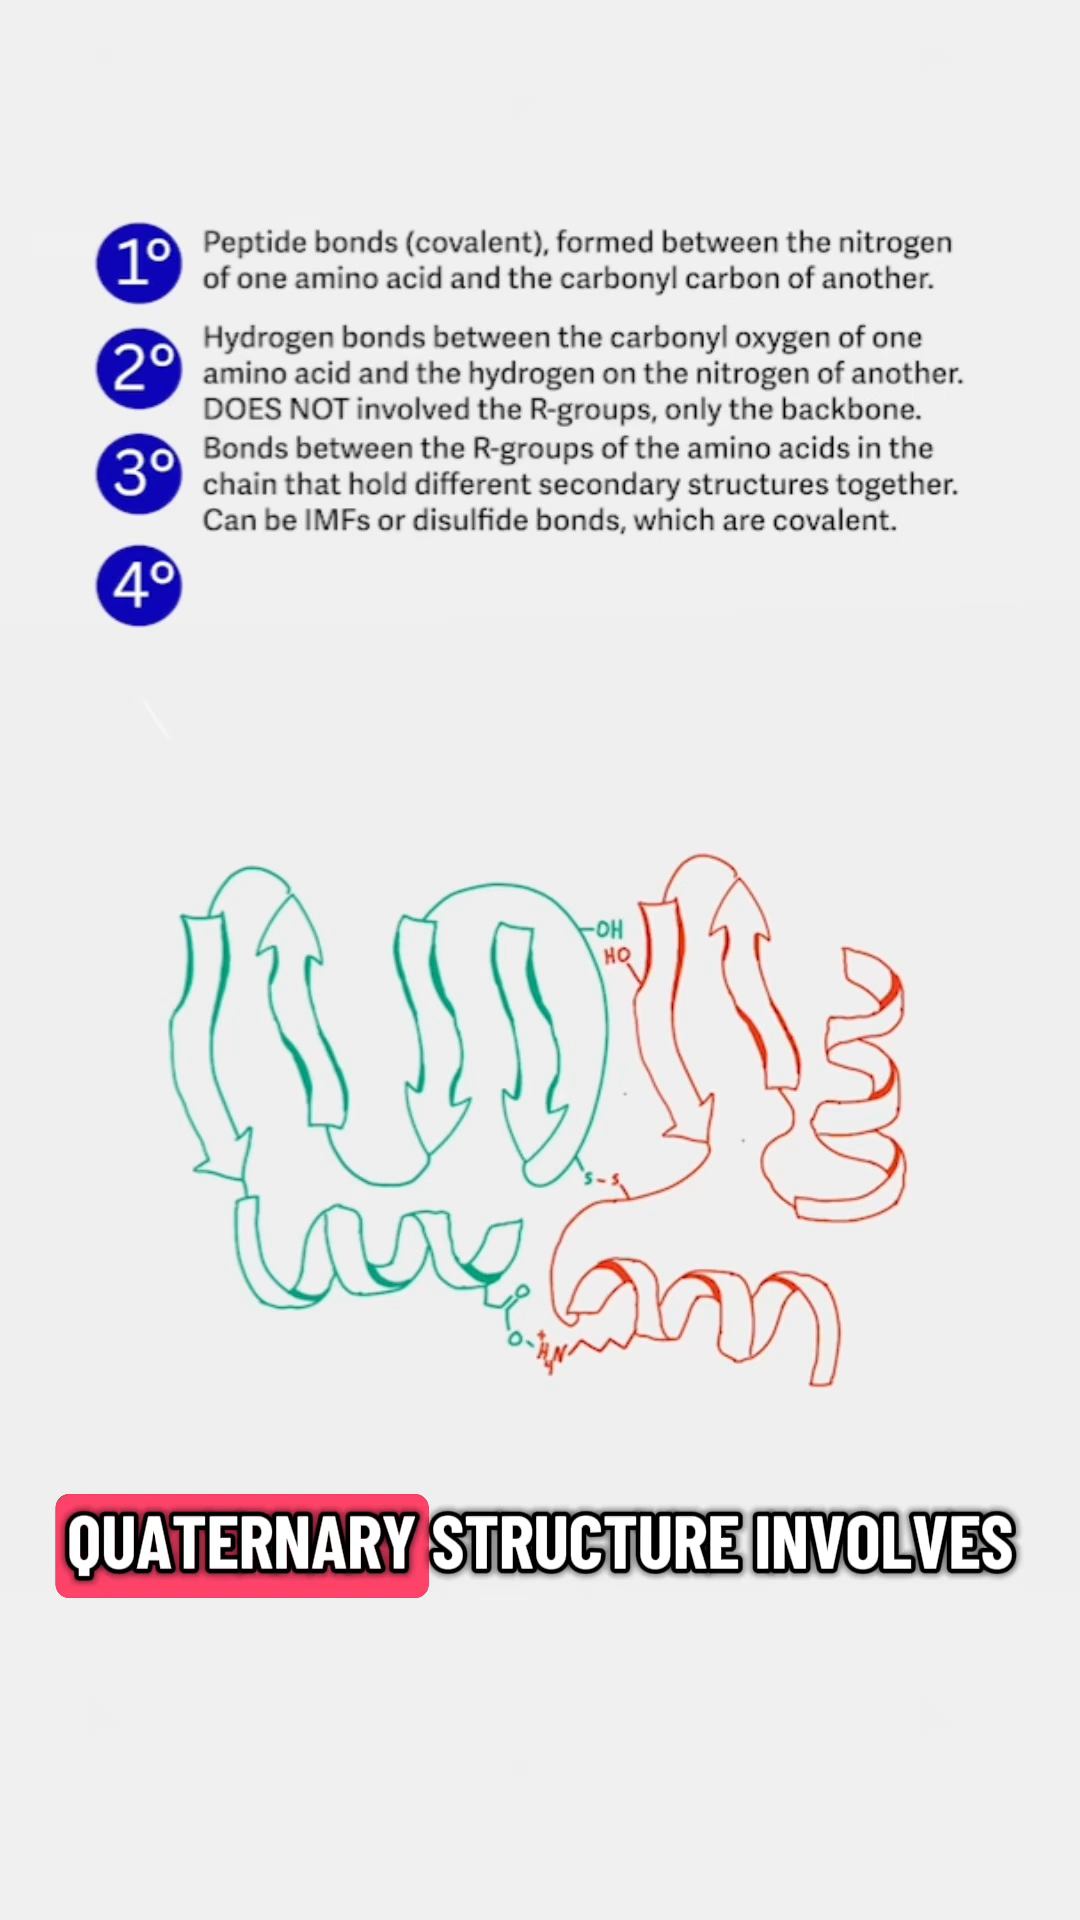 1°
Peptide bonds (covalent), formed between the nitrogen
of one amino acid and the carbonyl carbon of another.
2°
Hydrogen bonds between the carbonyl oxygen of one
amino acid and the hydrogen on the nitrogen of another.
DOES NOT involved the R-groups, only the backbone.
3°
Bonds between the R-groups of the amino acids in the
chain that hold different secondary structures together.
Can be IMFs or disulfide bonds, which are covalent.
4°
-OH
HO
S-S
O
O
QUATERNARY STRUCTURE INVOLVES